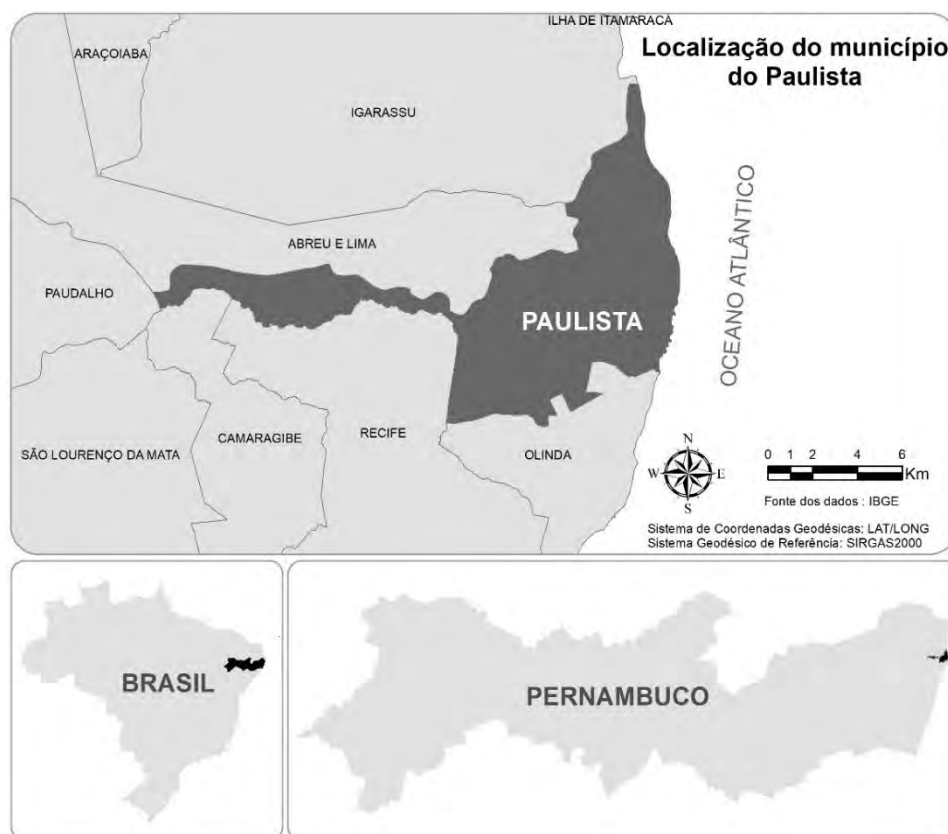 ILHA DE ITAMARACÁ
ARAÇOIABA
Localização do município
do Paulista
IGARASSU
OCEANO ATLÂNTICO
ABREU E LIMA
PAUDALHO
PAULISTA
SÃO LOURENÇO DA MATA
CAMARAGIBE
RECIFE
OLINDA
N
W E
S
0 1 2 4 6
Km
Fonte dos dados : IBGE
Sistema de Coordenadas Geodésicas: LAT/LONG
Sistema Geodésico de Referência: SIRGAS2000
BRASIL
PERNAMBUCO